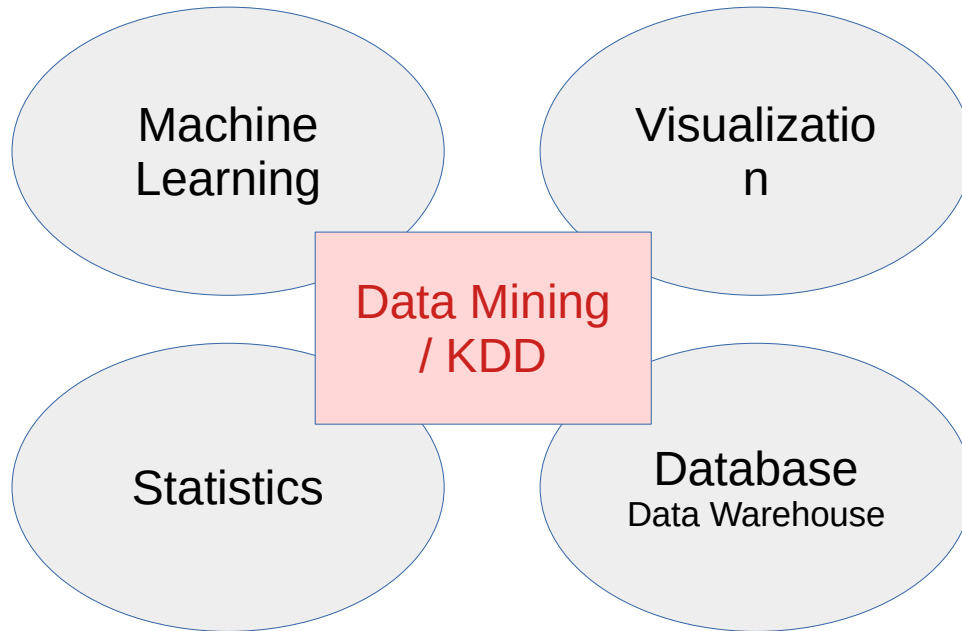 Machine
Learning
Visualizatio
n
Data Mining
/ KDD
Statistics
Database
Data Warehouse